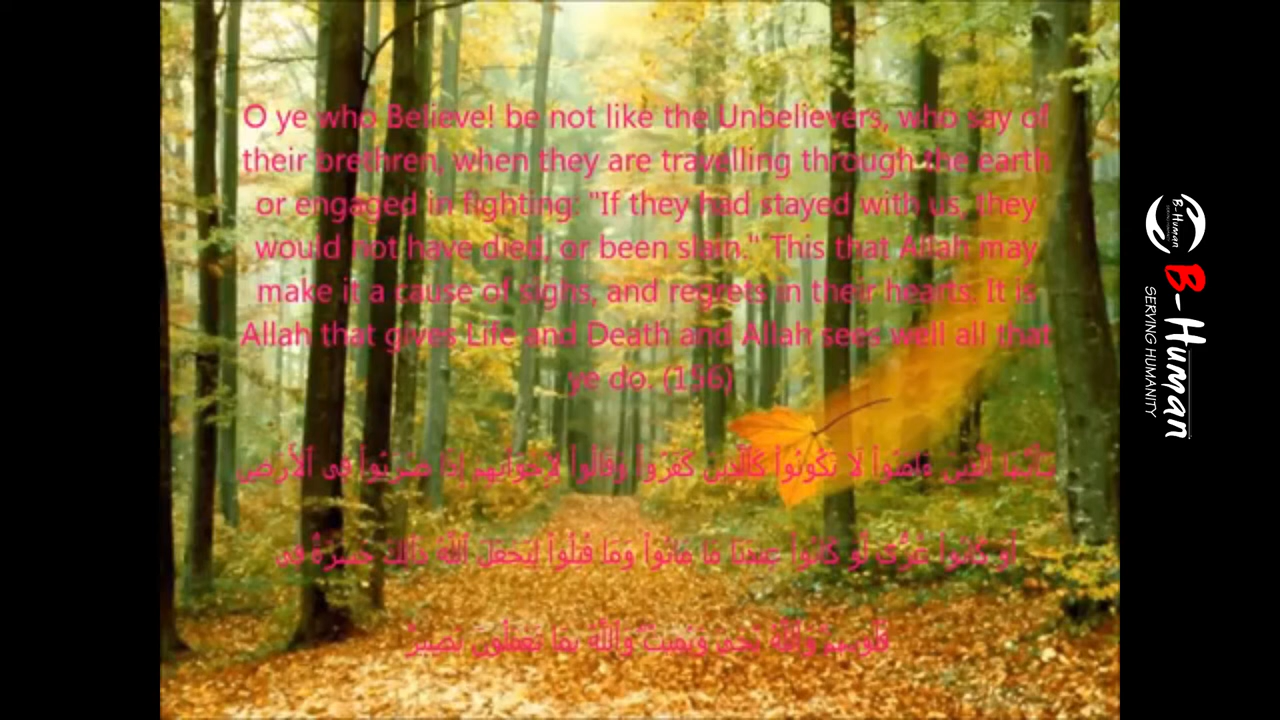 O ye who Believe! be not like the Unbelievers, who say of
their brethren, when they are travelling through the earth
or engaged in fighting: "If they had stayed with us, they
would not have died, or been slain." This that Allah may
make it a cause of sighs, and regrets in their hearts. It is
Allah that gives Life and Death and Allah sees well all that
ye do. (156)
يَـٰٓأَيُّہَا ٱلَّذِينَ ءَامَنُواْ لَا تَكُونُواْ كَٱلَّذِينَ كَفَرُواْ وَقَالُواْ لِإِخۡوَٰنِهِمۡ إِذَا ضَرَبُواْ فِى ٱلۡأَرۡضِ
أَوۡ كَانُواْ غُزًّى لَّوۡ كَانُواْ عِندَنَا مَا مَاتُواْ وَمَا قُتِلُواْ لِيَجۡعَلَ ٱللَّهُ ذَٲلِكَ حَسۡرَةً فِى
قُلُوبِہِمۡ‌ۗ وَٱللَّهُ يُحۡىِۦ وَيُمِيتُ‌ۗ وَٱللَّهُ بِمَا تَعۡمَلُونَ بَصِيرٌ
B-Human
B-Human
SERVING HUMANITY